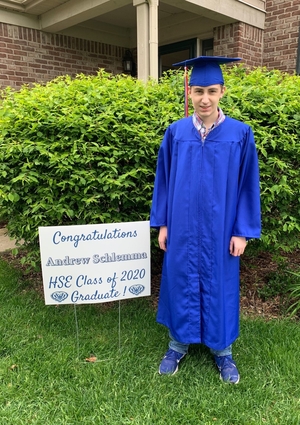 Congratulations
Andrew Schlemma
HSE Class of 2020
Graduate !